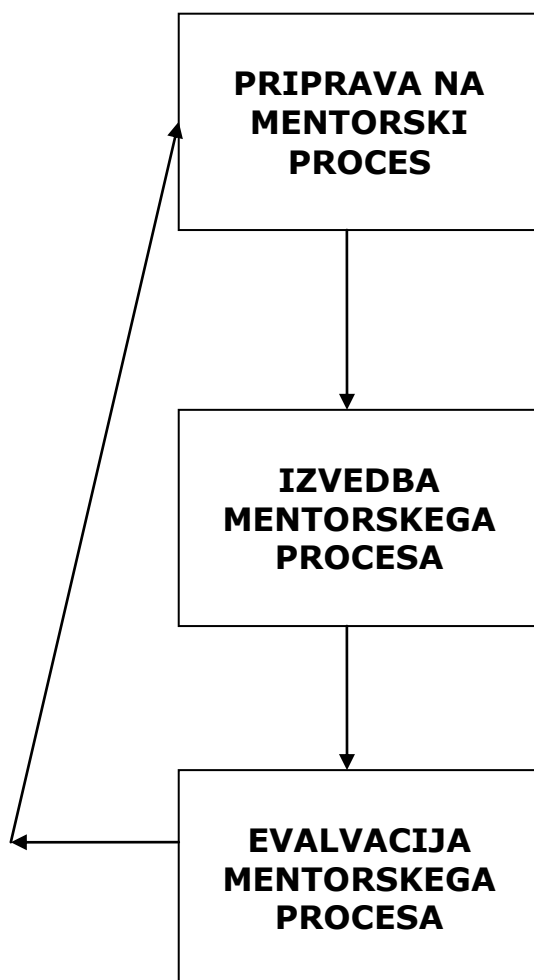 PRIPRAVA NA
MENTORSKI
PROCES
IZVEDBA
MENTORSKEGA
PROCESA
EVALVACIJA
MENTORSKEGA
PROCESA